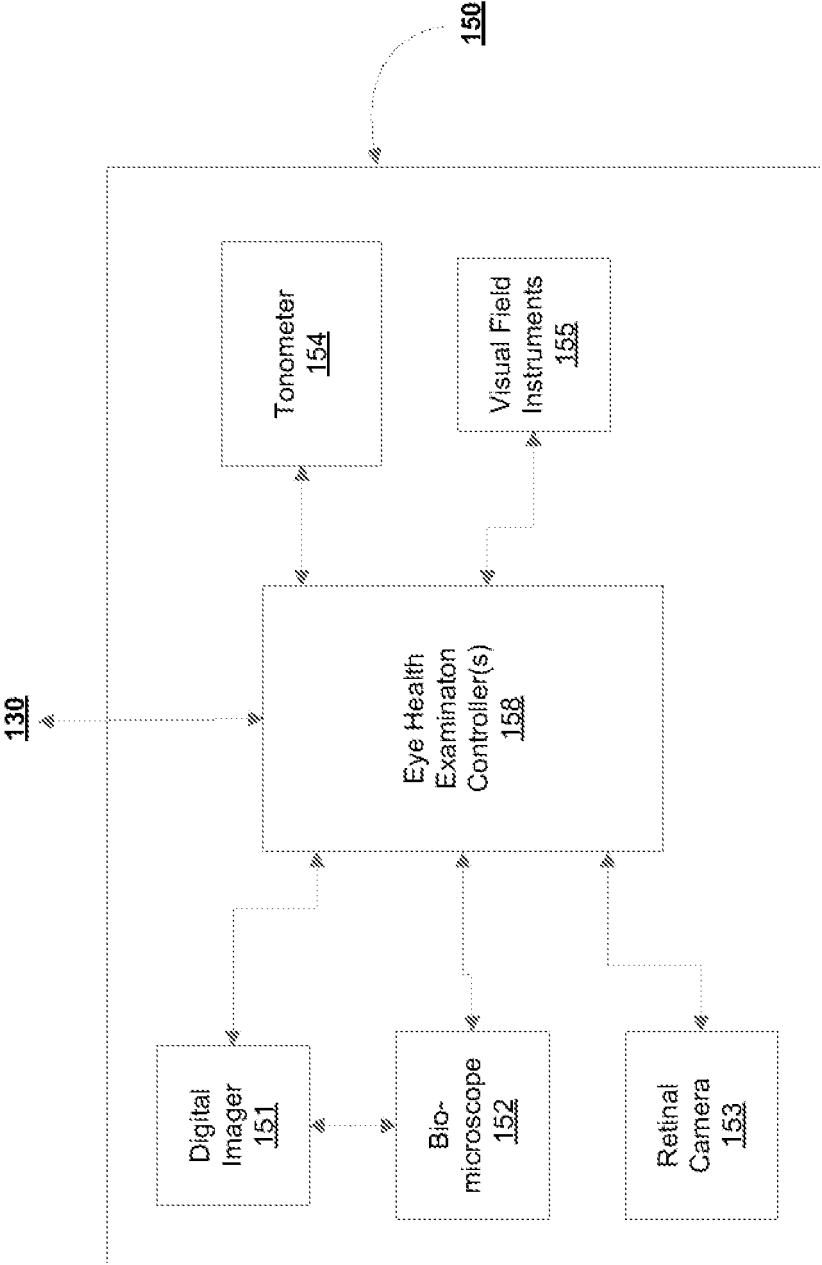 130
150
Digital
Imager
151
Bio-
microscope
152
Retinal
Camera
153
Eye Health
Examinaton
Controller(s)
158
Tonometer
154
Visual Field
Instruments
155